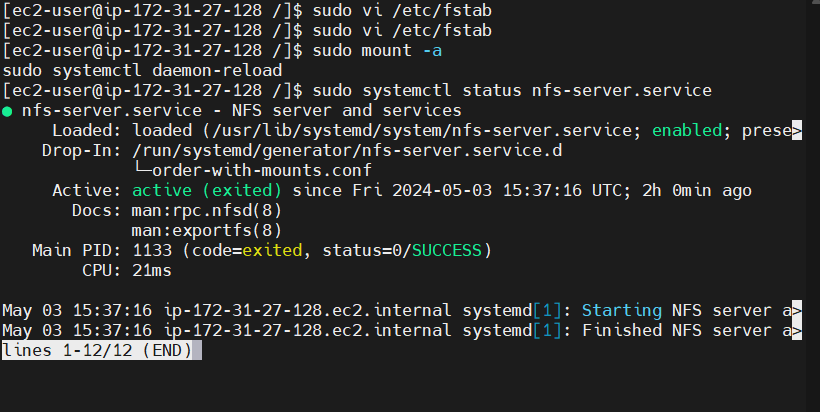 [ec2-user@ip-172-31-27-128 /]$ sudo vi /etc/fstab
[ec2-user@ip-172-31-27-128 /]$ sudo vi /etc/fstab
[ec2-user@ip-172-31-27-128 /]$ sudo mount -a
sudo systemctl daemon-reload
[ec2-user@ip-172-31-27-128 /]$ sudo systemctl status nfs-server.service
● nfs-server.service - NFS server and services
     Loaded: loaded (/usr/lib/systemd/system/nfs-server.service; enabled; prese>
    Drop-In: /run/systemd/generator/nfs-server.service.d
             └─order-with-mounts.conf
     Active: active (exited) since Fri 2024-05-03 15:37:16 UTC; 2h 0min ago
       Docs: man:rpc.nfsd(8)
             man:exportfs(8)
   Main PID: 1133 (code=exited, status=0/SUCCESS)
        CPU: 21ms

May 03 15:37:16 ip-172-31-27-128.ec2.internal systemd[1]: Starting NFS server a>
May 03 15:37:16 ip-172-31-27-128.ec2.internal systemd[1]: Finished NFS server a>
lines 1-12/12 (END)